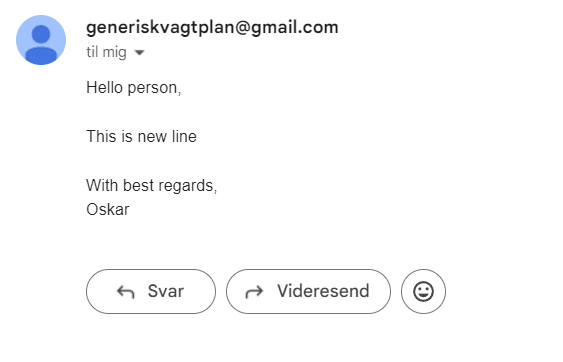 generiskvagtplan@gmail.com
til mig
Hello person,
This is new line
With best regards,
Oskar
Svar
Videresend